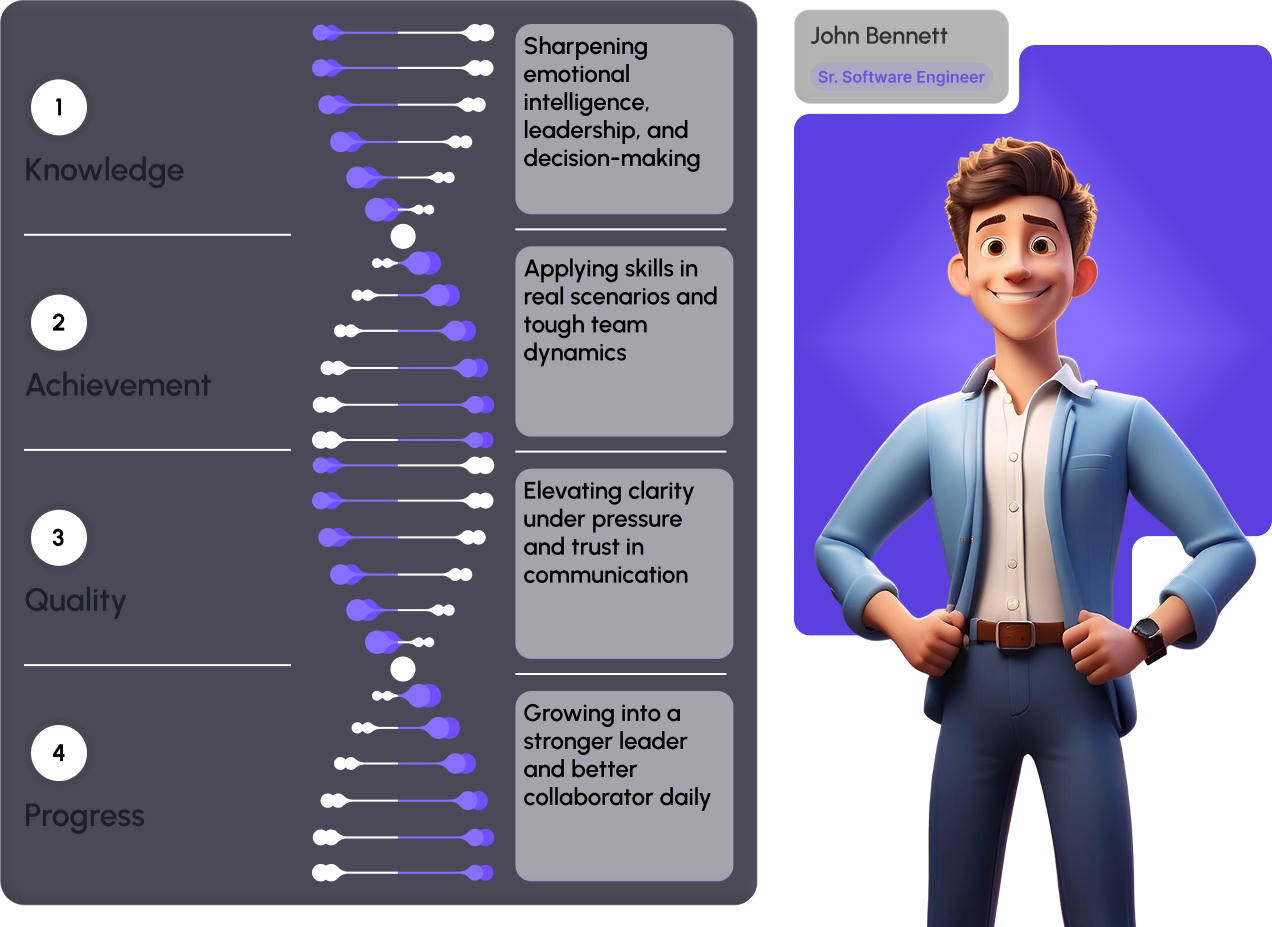 1
Knowledge
Sharpening
emotional
intelligence,
leadership, and
decision-making
2
Achievement
Applying skills in
real scenarios and
tough team
dynamics
3
Quality
Elevating clarity
under pressure
and trust in
communication
4
Progress
Growing into a
stronger leader
and better
collaborator daily
John Bennett
Sr. Software Engineer